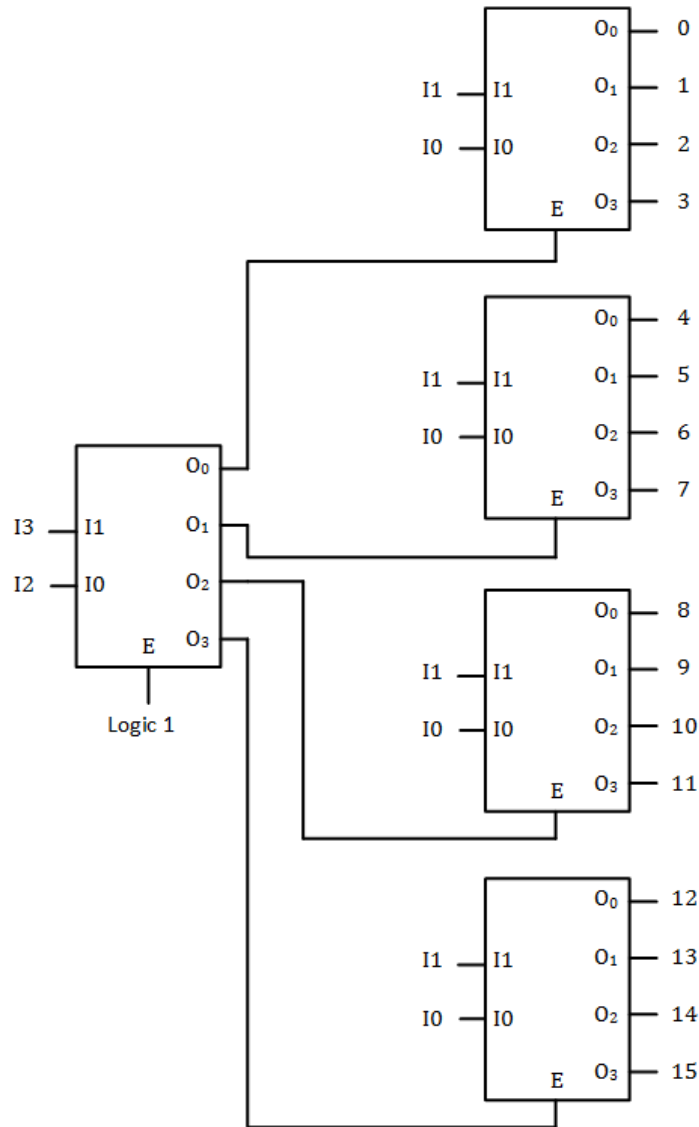 O₀ 0
I1 I1 O₁ 1
I0 I0 O₂ 2
E O₃ 3
O₀ 4
I1 I1 O₁ 5
I0 I0 O₂ 6
E O₃ 7
O₀
I3 I1 O₁
I2 I0 O₂
E O₃
Logic 1
O₀ 8
I1 I1 O₁ 9
I0 I0 O₂ 10
E O₃ 11
O₀ 12
I1 I1 O₁ 13
I0 I0 O₂ 14
E O₃ 15